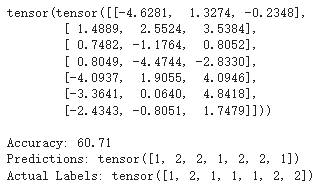 tensor(tensor([[-4.6281,  1.3274, -0.2348],
        [ 1.4889,  2.5524,  3.5384],
        [ 0.7482, -1.1764,  0.8052],
        [ 0.8049, -4.4744, -2.8330],
        [-4.0937,  1.9055,  4.0946],
        [-3.3641,  0.0640,  4.8418],
        [-2.4343, -0.8051,  1.7479]]))

Accuracy: 60.71
Predictions: tensor([1, 2, 2, 1, 2, 2, 1])
Actual Labels: tensor([1, 2, 1, 1, 1, 2, 2])